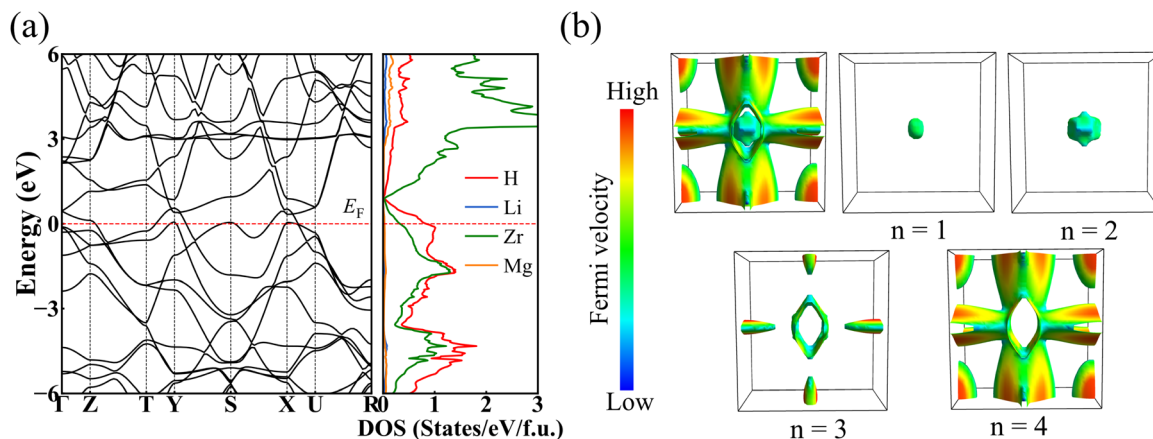 (a)
6
3
0
−3
−6
Energy (eV)
E_F
Γ Z T Y S X U R
H
Li
Zr
Mg
0 1 2 3
DOS (States/eV/f.u.)
(b)
High
Fermi velocity
Low
n = 1
n = 2
n = 3
n = 4